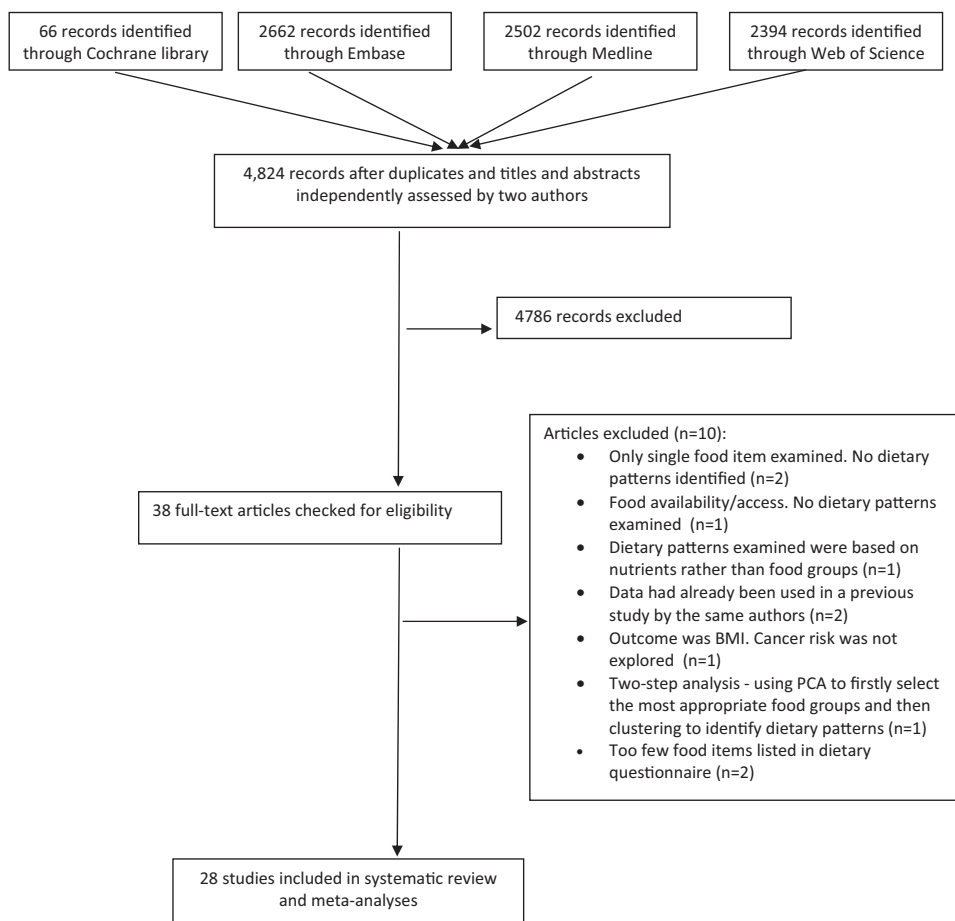 66 records identified
through Cochrane library
2662 records identified
through Embase
2502 records identified
through Medline
2394 records identified
through Web of Science
4,824 records after duplicates and titles and abstracts
independently assessed by two authors
4786 records excluded
Articles excluded (n=10):
• Only single food item examined. No dietary
patterns identified (n=2)
• Food availability/access. No dietary patterns
examined (n=1)
• Dietary patterns examined were based on
nutrients rather than food groups (n=1)
• Data had already been used in a previous
study by the same authors (n=2)
• Outcome was BMI. Cancer risk was not
explored (n=1)
• Two-step analysis - using PCA to firstly select
the most appropriate food groups and then
clustering to identify dietary patterns (n=1)
• Too few food items listed in dietary
questionnaire (n=2)
38 full-text articles checked for eligibility
28 studies included in systematic review
and meta-analyses